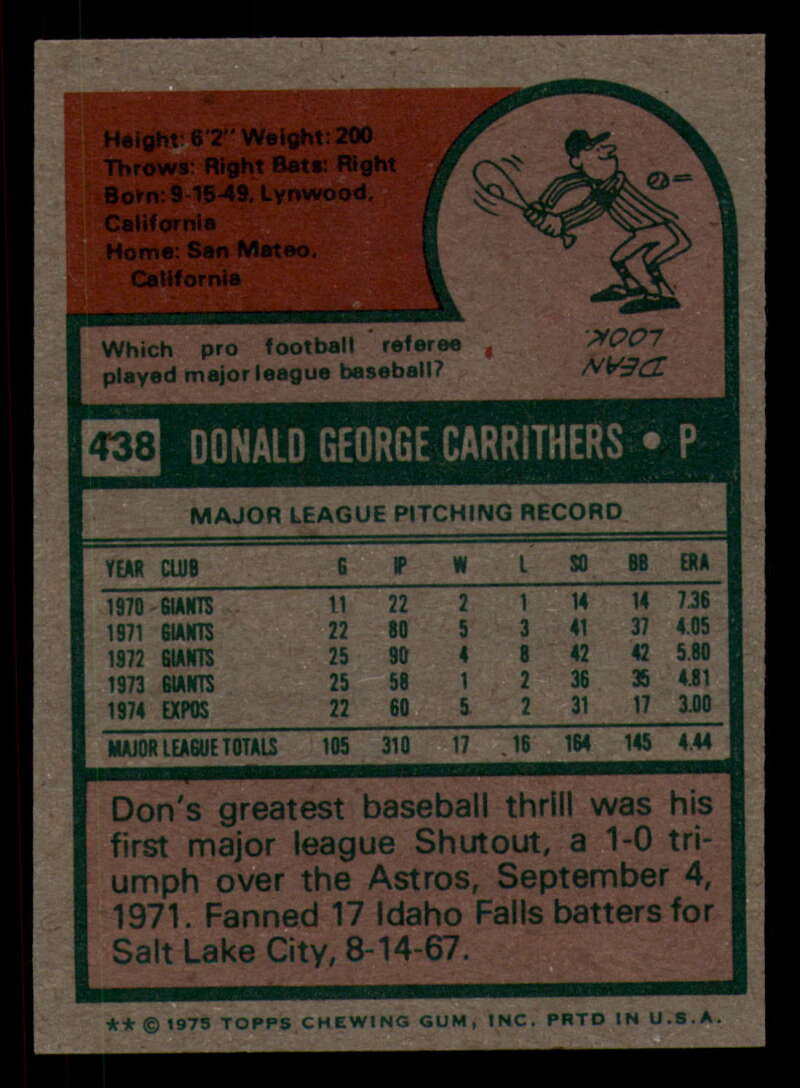 Height: 6'2" Weight: 200
Throws: Right Bats: Right
Born: 9-15-49, Lynwood,
California
Home: San Mateo,
California
Which pro football referee
played major league baseball?
DEAN
LOOK.
438 DONALD GEORGE CARRITHERS • P
MAJOR LEAGUE PITCHING RECORD
YEAR CLUB G IP W L SO BB ERA
1970 GIANTS 11 22 2 1 14 14 7.36
1971 GIANTS 22 80 5 3 41 37 4.05
1972 GIANTS 25 90 4 8 42 42 5.80
1973 GIANTS 25 58 1 2 36 35 4.81
1974 EXPOS 22 60 5 2 31 17 3.00
MAJOR LEAGUE TOTALS 105 310 17 16 164 145 4.44
Don's greatest baseball thrill was his
first major league Shutout, a 1-0 tri-
umph over the Astros, September 4,
1971. Fanned 17 Idaho Falls batters for
Salt Lake City, 8-14-67.
** © 1975 TOPPS CHEWING GUM, INC. PRTD IN U.S.A.